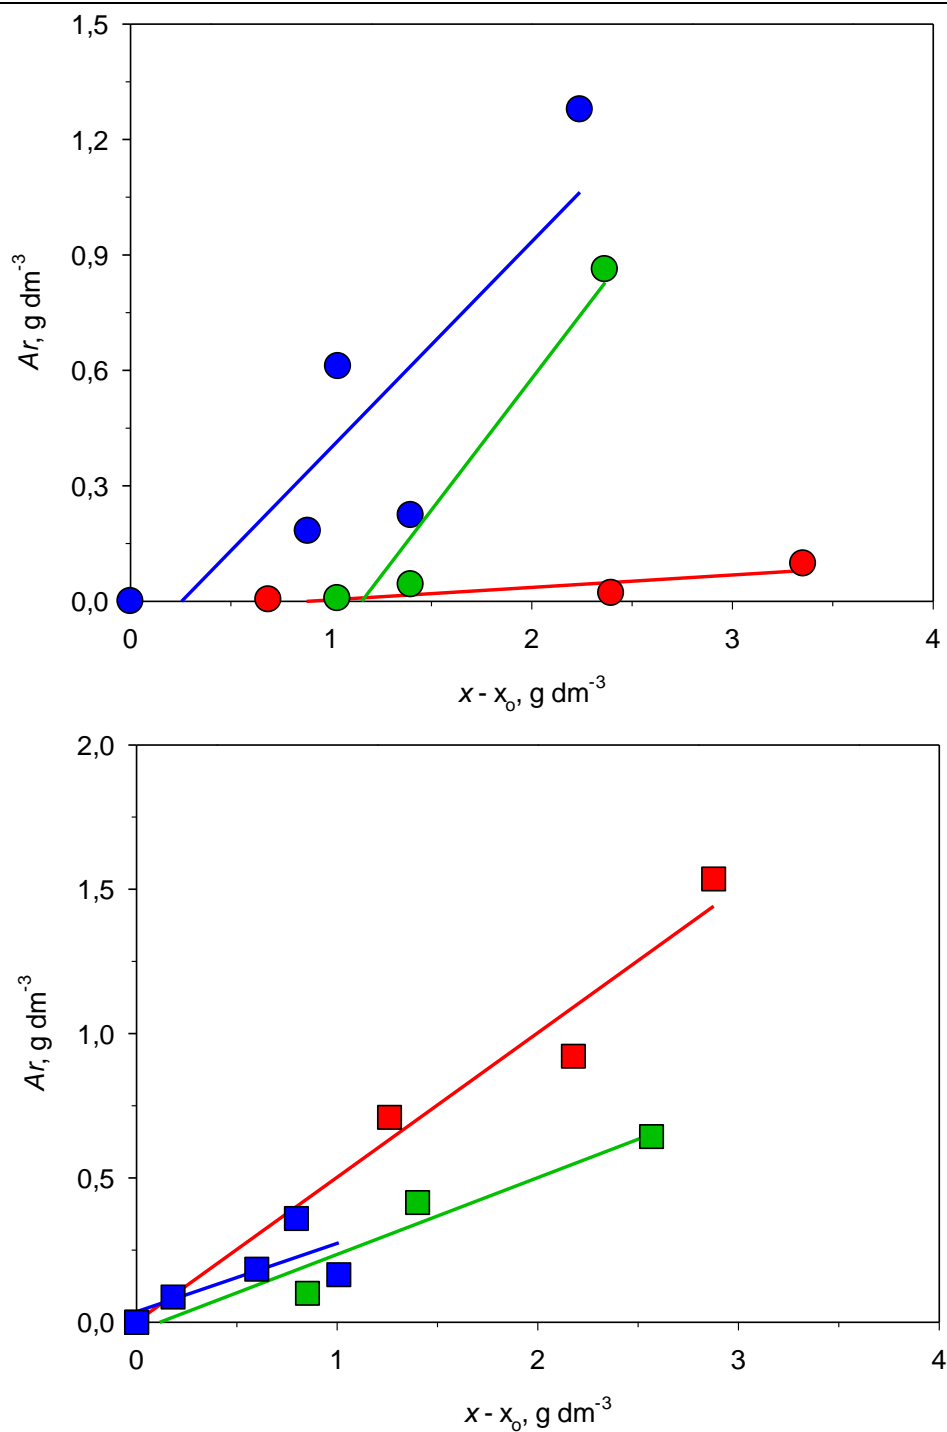 1,5
1,2
0,9
0,6
0,3
0,0
Ar, g dm⁻³
0 1 2 3 4
x - xₒ, g dm⁻³
2,0
1,5
1,0
0,5
0,0
Ar, g dm⁻³
0 1 2 3 4
x - xₒ, g dm⁻³